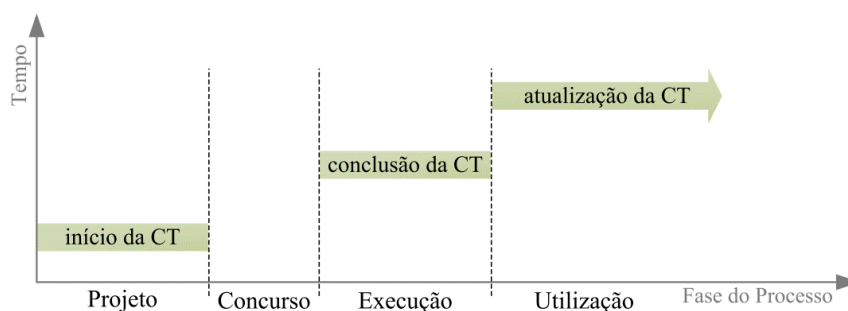 Tempo
atualização da CT
conclusão da CT
início da CT
Projeto
Concurso
Execução
Utilização
Fase do Processo